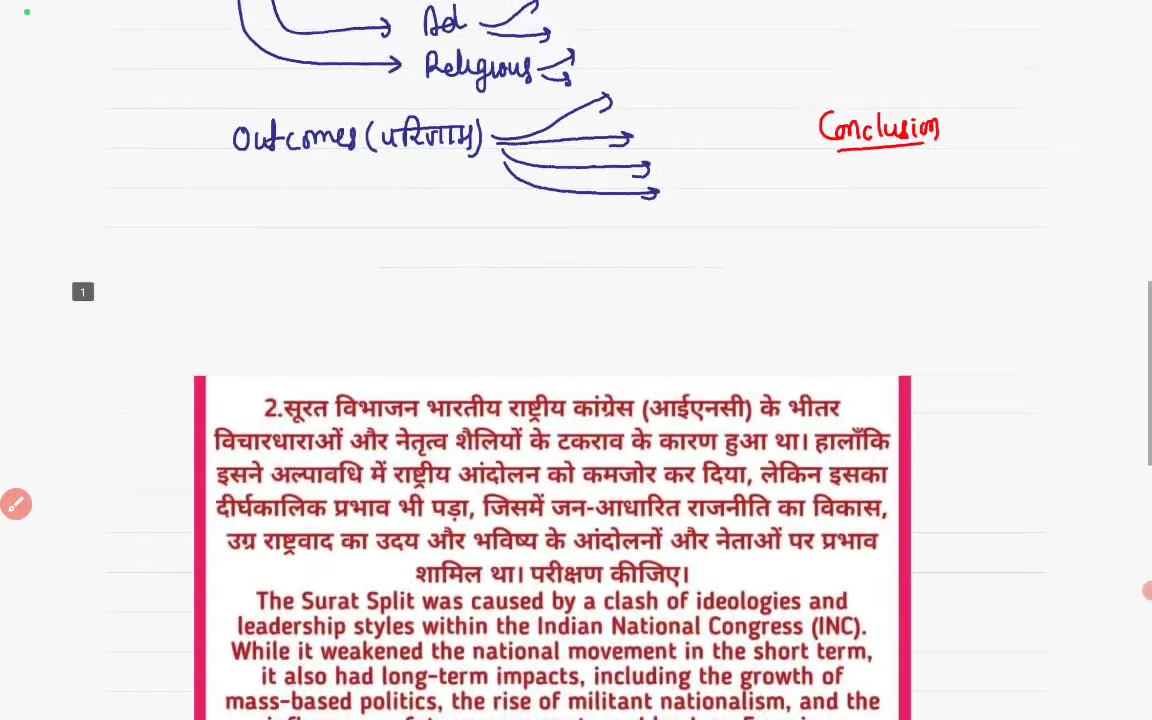 Ad
Religious
Outcomes (परिणाम)
Conclusion
1
2.सूरत विभाजन भारतीय राष्ट्रीय कांग्रेस (आईएनसी) के भीतर
विचारधाराओं और नेतृत्व शैलियों के टकराव के कारण हुआ था। हालाँकि
इसने अल्पावधि में राष्ट्रीय आंदोलन को कमजोर कर दिया, लेकिन इसका
दीर्घकालिक प्रभाव भी पड़ा, जिसमें जन-आधारित राजनीति का विकास,
उग्र राष्ट्रवाद का उदय और भविष्य के आंदोलनों और नेताओं पर प्रभाव
शामिल था। परीक्षण कीजिए।
The Surat Split was caused by a clash of ideologies and
leadership styles within the Indian National Congress (INC).
While it weakened the national movement in the short term,
it also had long-term impacts, including the growth of
mass-based politics, the rise of militant nationalism, and the